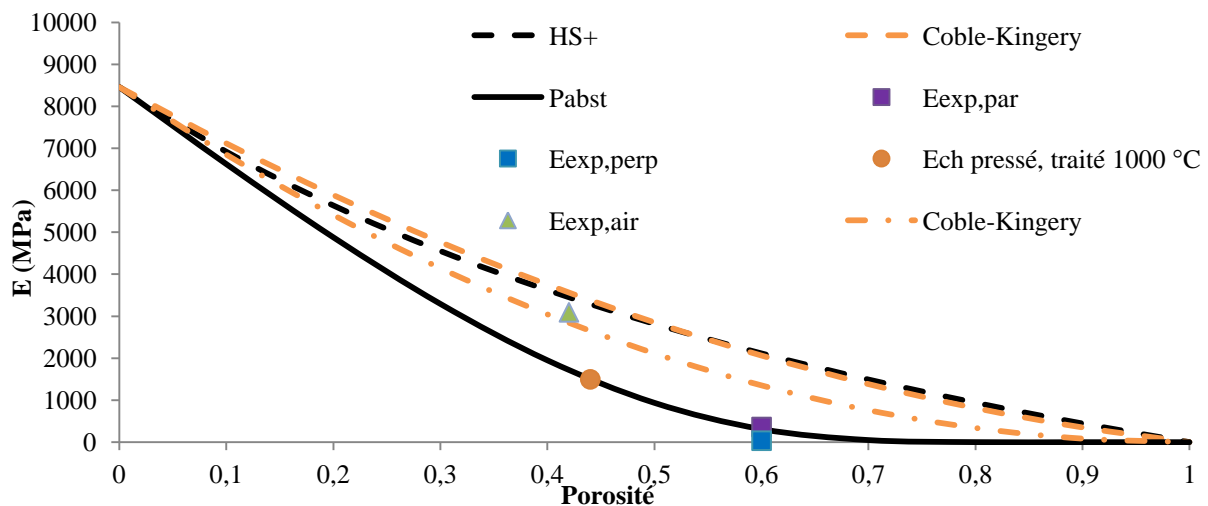 10000
9000
8000
7000
6000
5000
4000
3000
2000
1000
0
E (MPa)
HS+
Coble-Kingery
Pabst
Eexp,par
Eexp,perp
Ech pressé, traité 1000 °C
Eexp,air
Coble-Kingery
0 0,1 0,2 0,3 0,4 0,5 0,6 0,7 0,8 0,9 1
Porosité